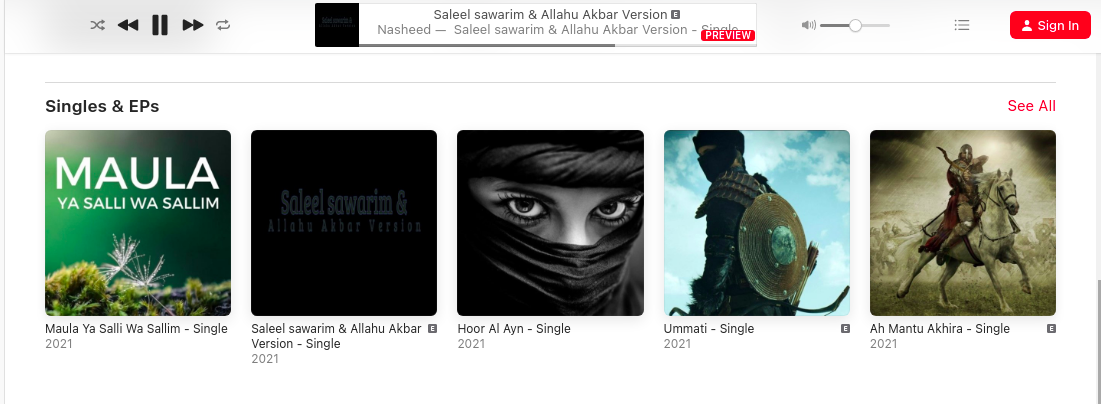 Saleel sawarim & Allahu Akbar Version E
Nasheed — Saleel sawarim & Allahu Akbar Version - Single
PREVIEW
Sign In
Singles & EPs
See All
MAULA
YA SALLI WA SALLIM
Saleel sawarim &
Allahu Akbar Version
Maula Ya Salli Wa Sallim - Single
2021
Saleel sawarim & Allahu Akbar E
Version - Single
2021
Hoor Al Ayn - Single
2021
Ummati - Single E
2021
Ah Mantu Akhira - Single E
2021